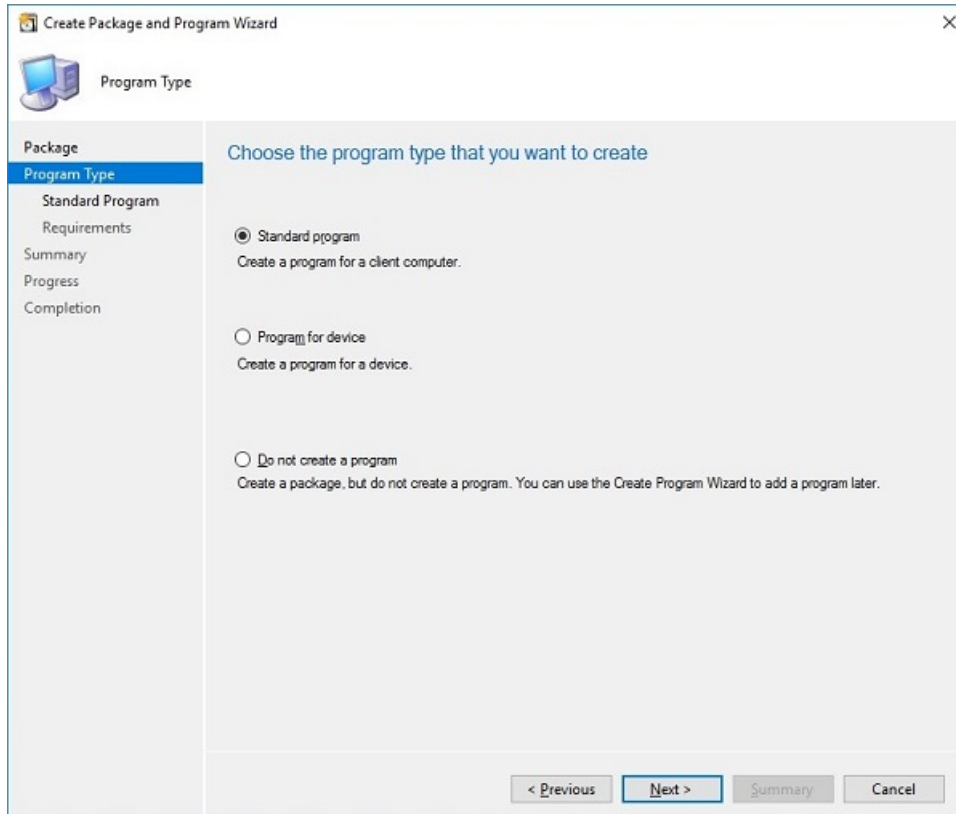 Create Package and Program Wizard
Program Type
Package
Program Type
Standard Program
Requirements
Summary
Progress
Completion
Choose the program type that you want to create
Standard program
Create a program for a client computer.
Program for device
Create a program for a device.
Do not create a program
Create a package, but do not create a program. You can use the Create Program Wizard to add a program later.
< Previous
Next >
Summary
Cancel